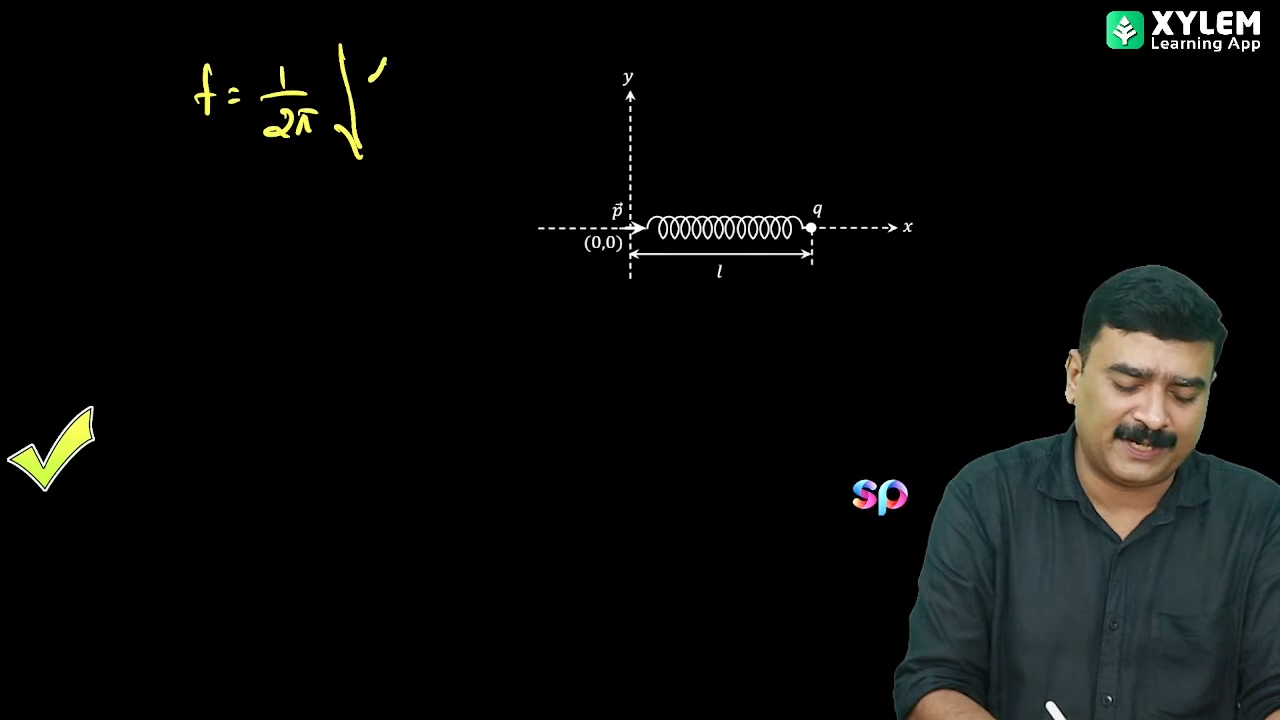 XYLEM
Learning App
f = 1/2π √
y
p⃗
q
x
(0,0)
l
sp